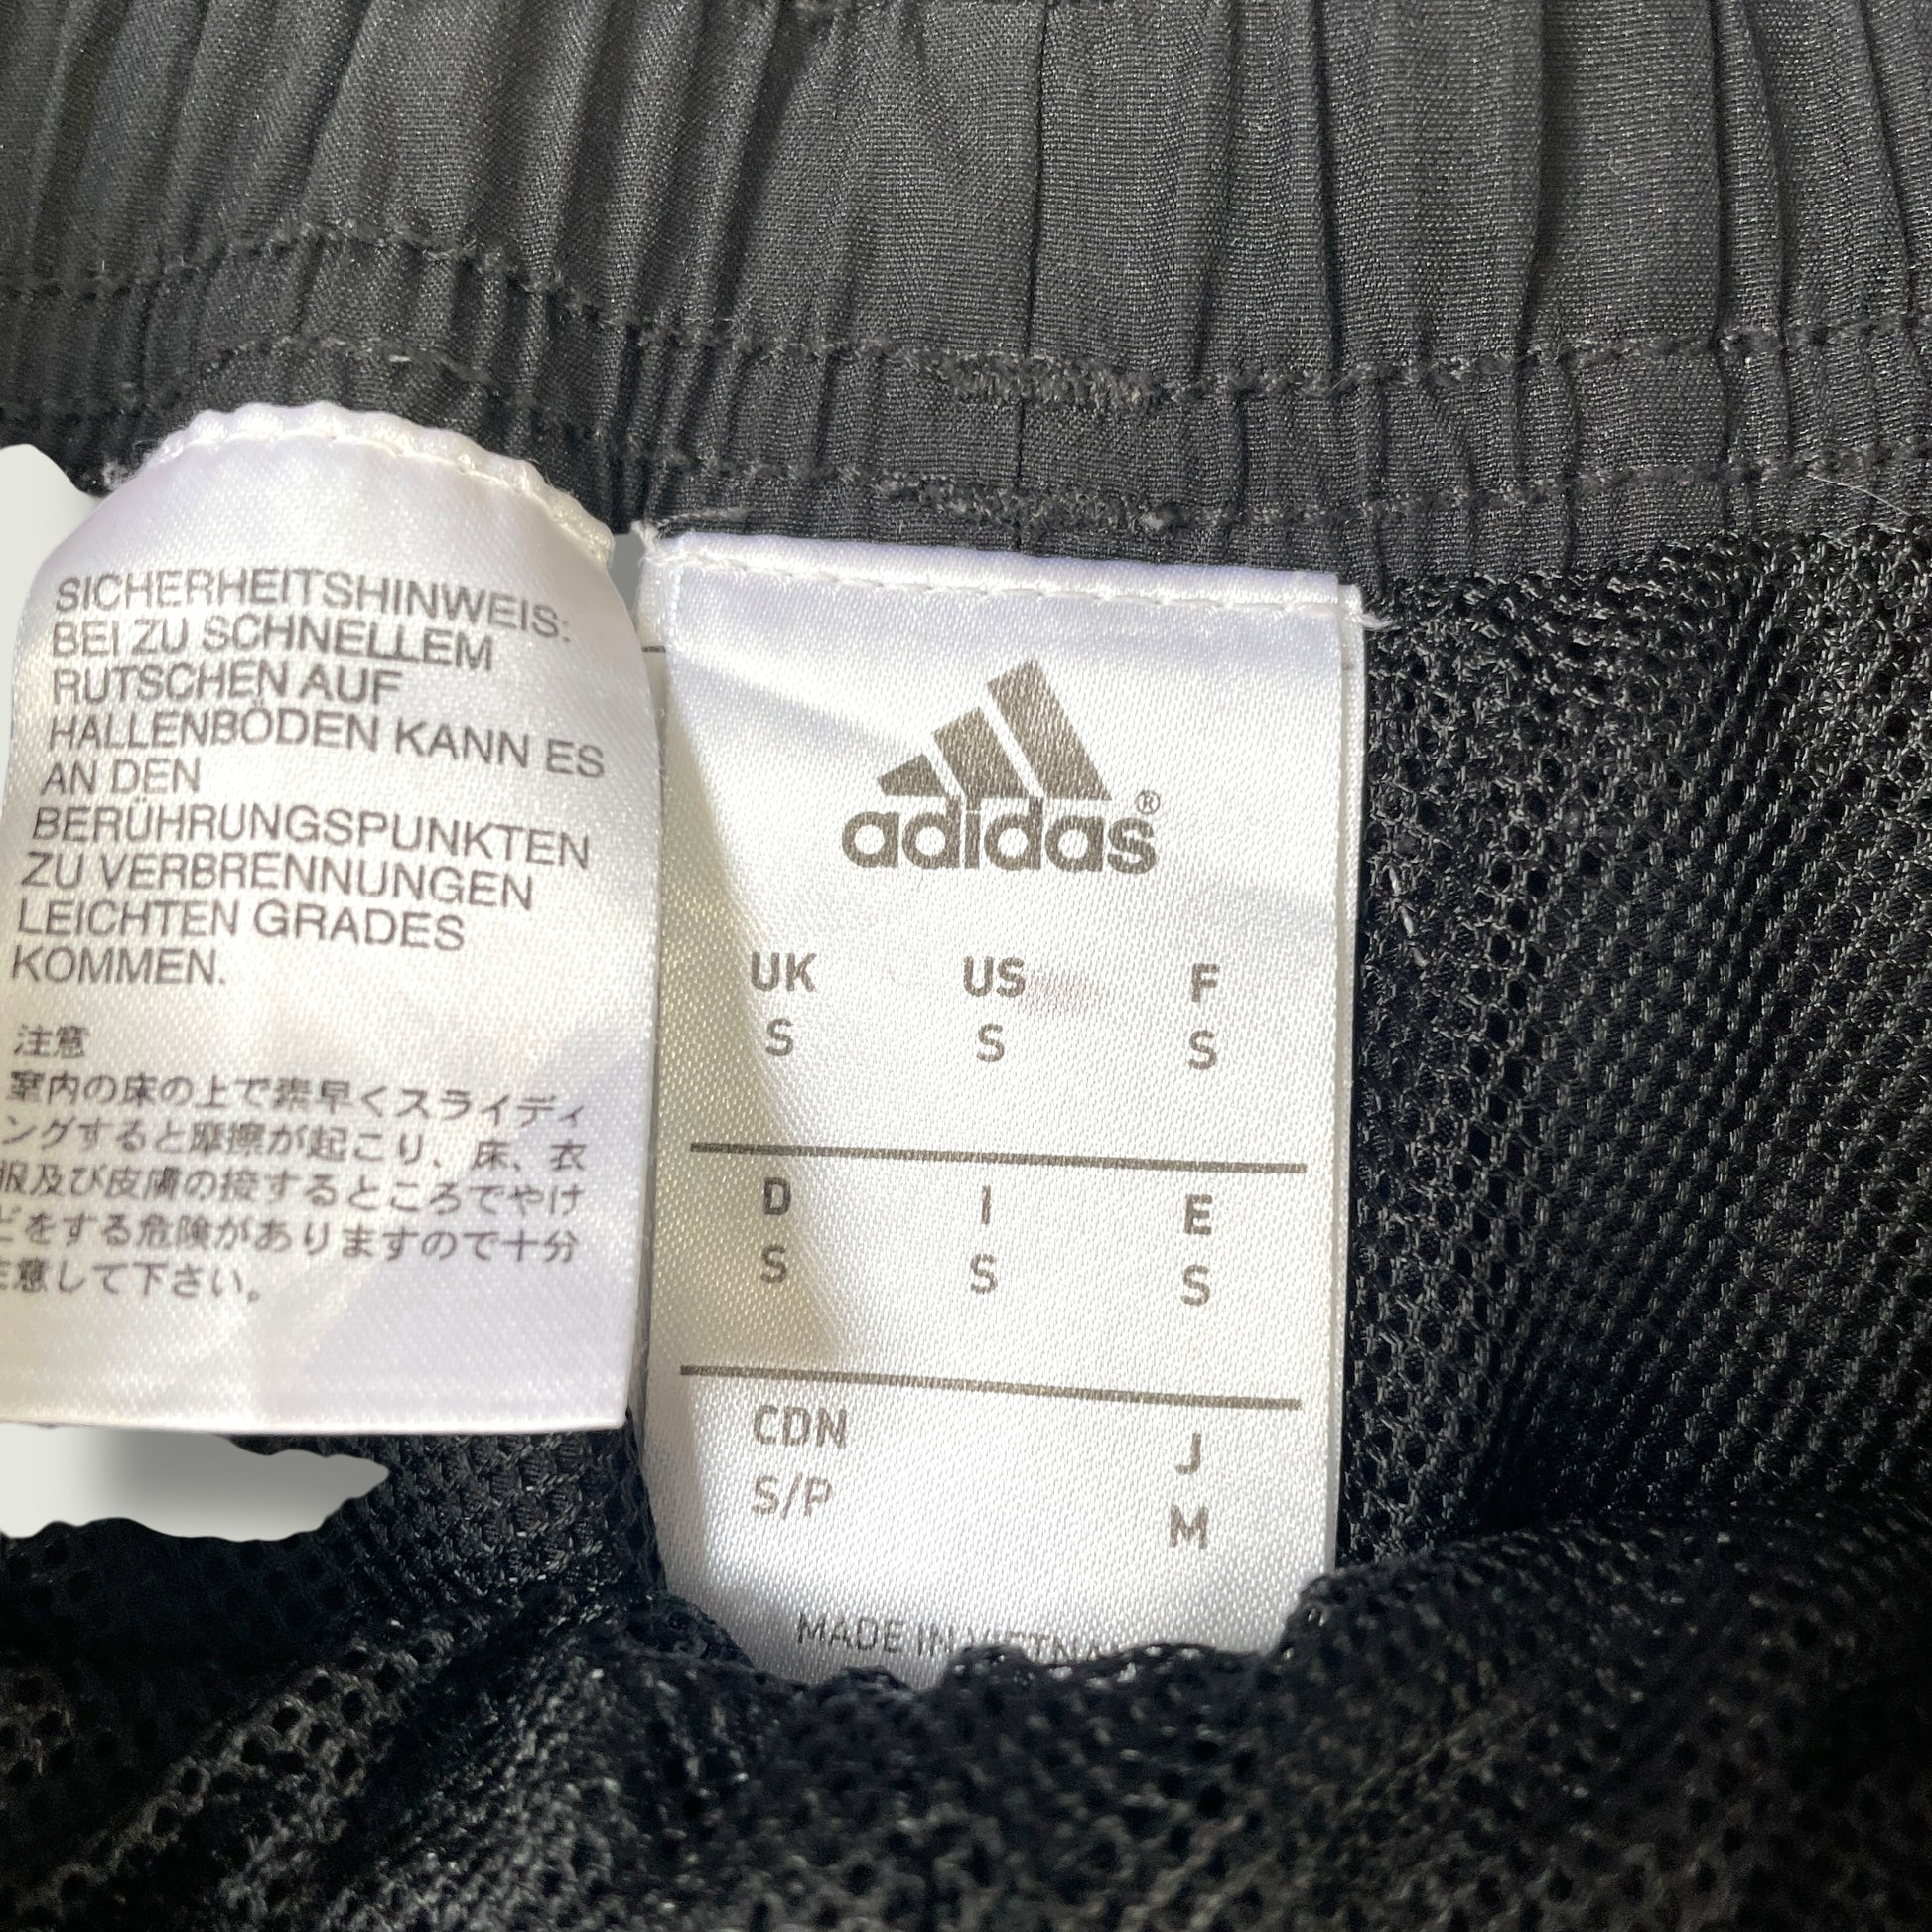 SICHERHEITSHINWEIS:
BEI ZU SCHNELLEM
RUTSCHEN AUF
HALLENBÖDEN KANN ES
AN DEN
BERÜHRUNGSPUNKTEN
ZU VERBRENNUNGEN
LEICHTEN GRADES
KOMMEN.
注意
室内の床の上で素早くスライディ
ングすると摩擦が起こり、床、衣
服及び皮膚の接するところでやけ
どをする危険がありますので十分
注意して下さい。
adidas®
UK US F
S S S
D I E
S S S
CDN J
S/P M
MADE IN VIETNAM